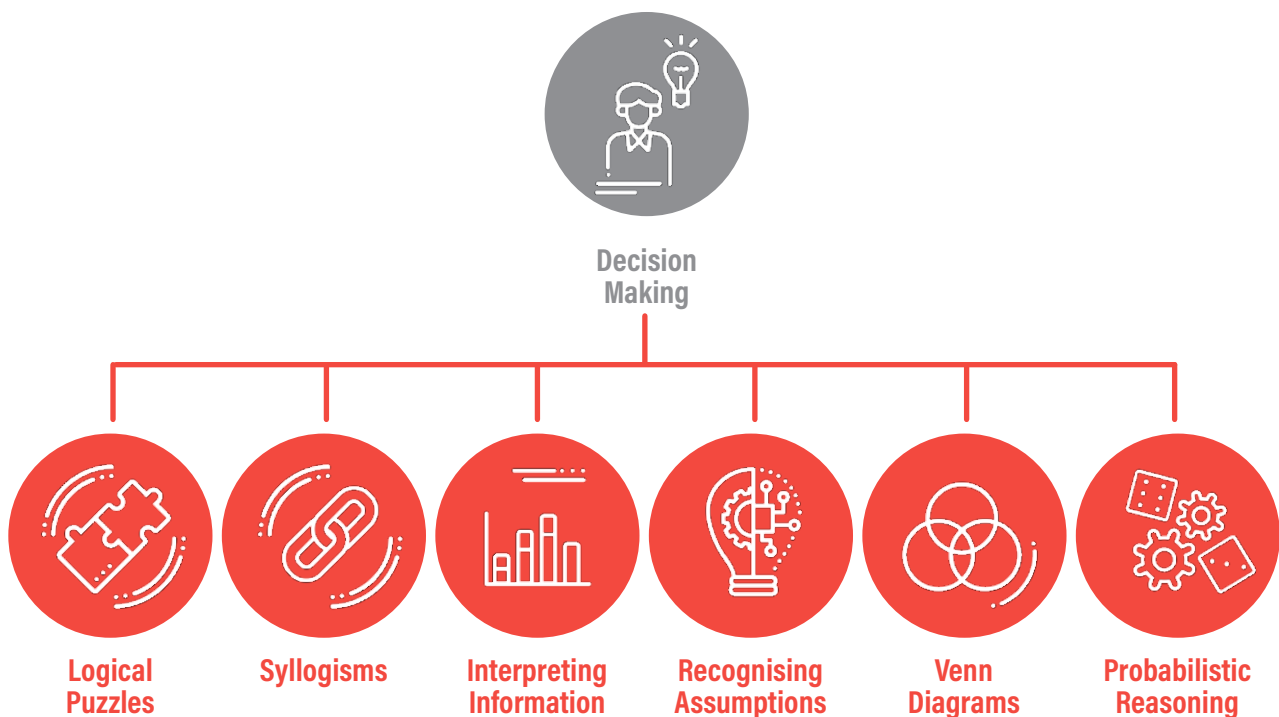 Decision
Making
Logical
Puzzles
Syllogisms
Interpreting
Information
Recognising
Assumptions
Venn
Diagrams
Probabilistic
Reasoning